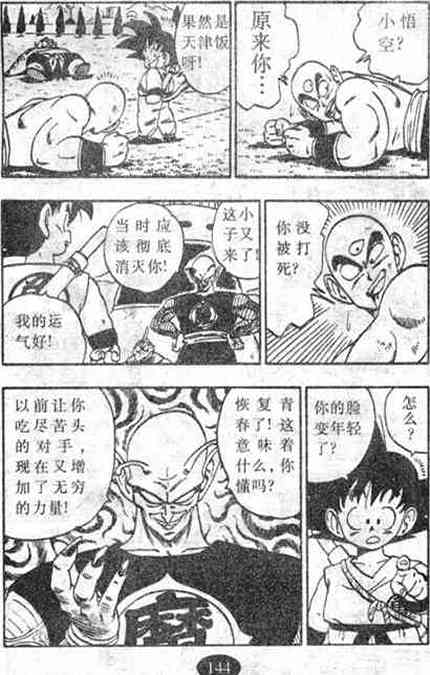 小悟
空?
原来你…
果然是
天津饭
呀!
你没
被打
死?
这小
子又
来了!
当时应
该彻底
消灭你!
我的运
气好!
怎么?
你的脸
变年轻
了?
恢复青
春了!这
意味着
什么,你
懂吗?
以前让你
吃尽苦头
的对手,
现在又增
加了无穷
的力量!
魔
144